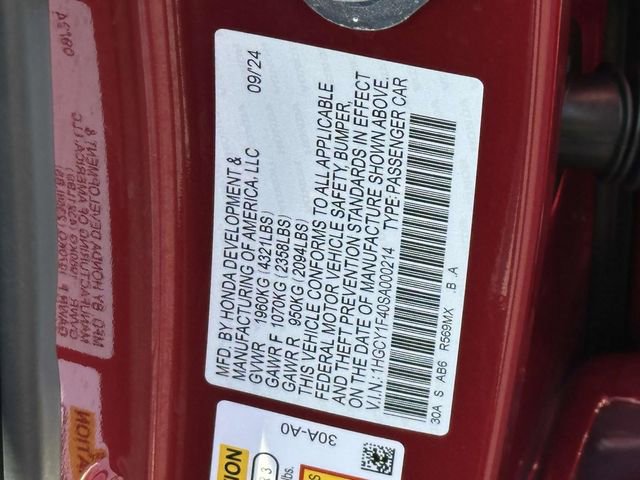 MFD. BY HONDA DEVELOPMENT &
MANUFACTURING OF AMERICA, LLC 09/24
GVWR 1960KG (4321LBS)
GAWR F 1070KG (2358LBS)
GAWR R 950KG (2094LBS)
THIS VEHICLE CONFORMS TO ALL APPLICABLE
FEDERAL MOTOR VEHICLE SAFETY, BUMPER,
AND THEFT PREVENTION STANDARDS IN EFFECT
ON THE DATE OF MANUFACTURE SHOWN ABOVE.
V.I.N: 1HGCY1F40SA000214 TYPE: PASSENGER CAR
30A S AB6 R569MX .B .A
30A-A0